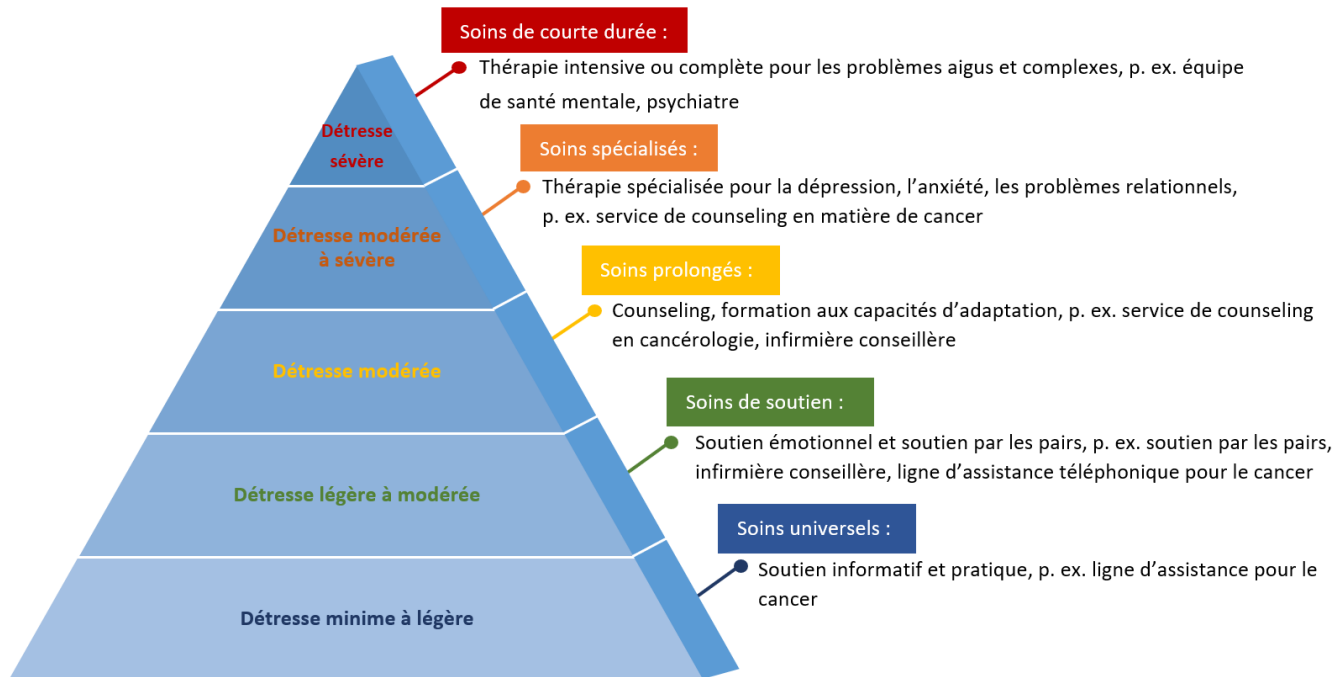 Soins de courte durée :
Thérapie intensive ou complète pour les problèmes aigus et complexes, p. ex. équipe
de santé mentale, psychiatre
Détresse
sévère
Soins spécialisés :
Thérapie spécialisée pour la dépression, l’anxiété, les problèmes relationnels,
p. ex. service de counseling en matière de cancer
Détresse modérée
à sévère
Soins prolongés :
Counseling, formation aux capacités d’adaptation, p. ex. service de counseling
en cancérologie, infirmière conseillère
Détresse modérée
Soins de soutien :
Soutien émotionnel et soutien par les pairs, p. ex. soutien par les pairs,
infirmière conseillère, ligne d’assistance téléphonique pour le cancer
Détresse légère à modérée
Soins universels :
Soutien informatif et pratique, p. ex. ligne d’assistance pour le
cancer
Détresse minime à légère